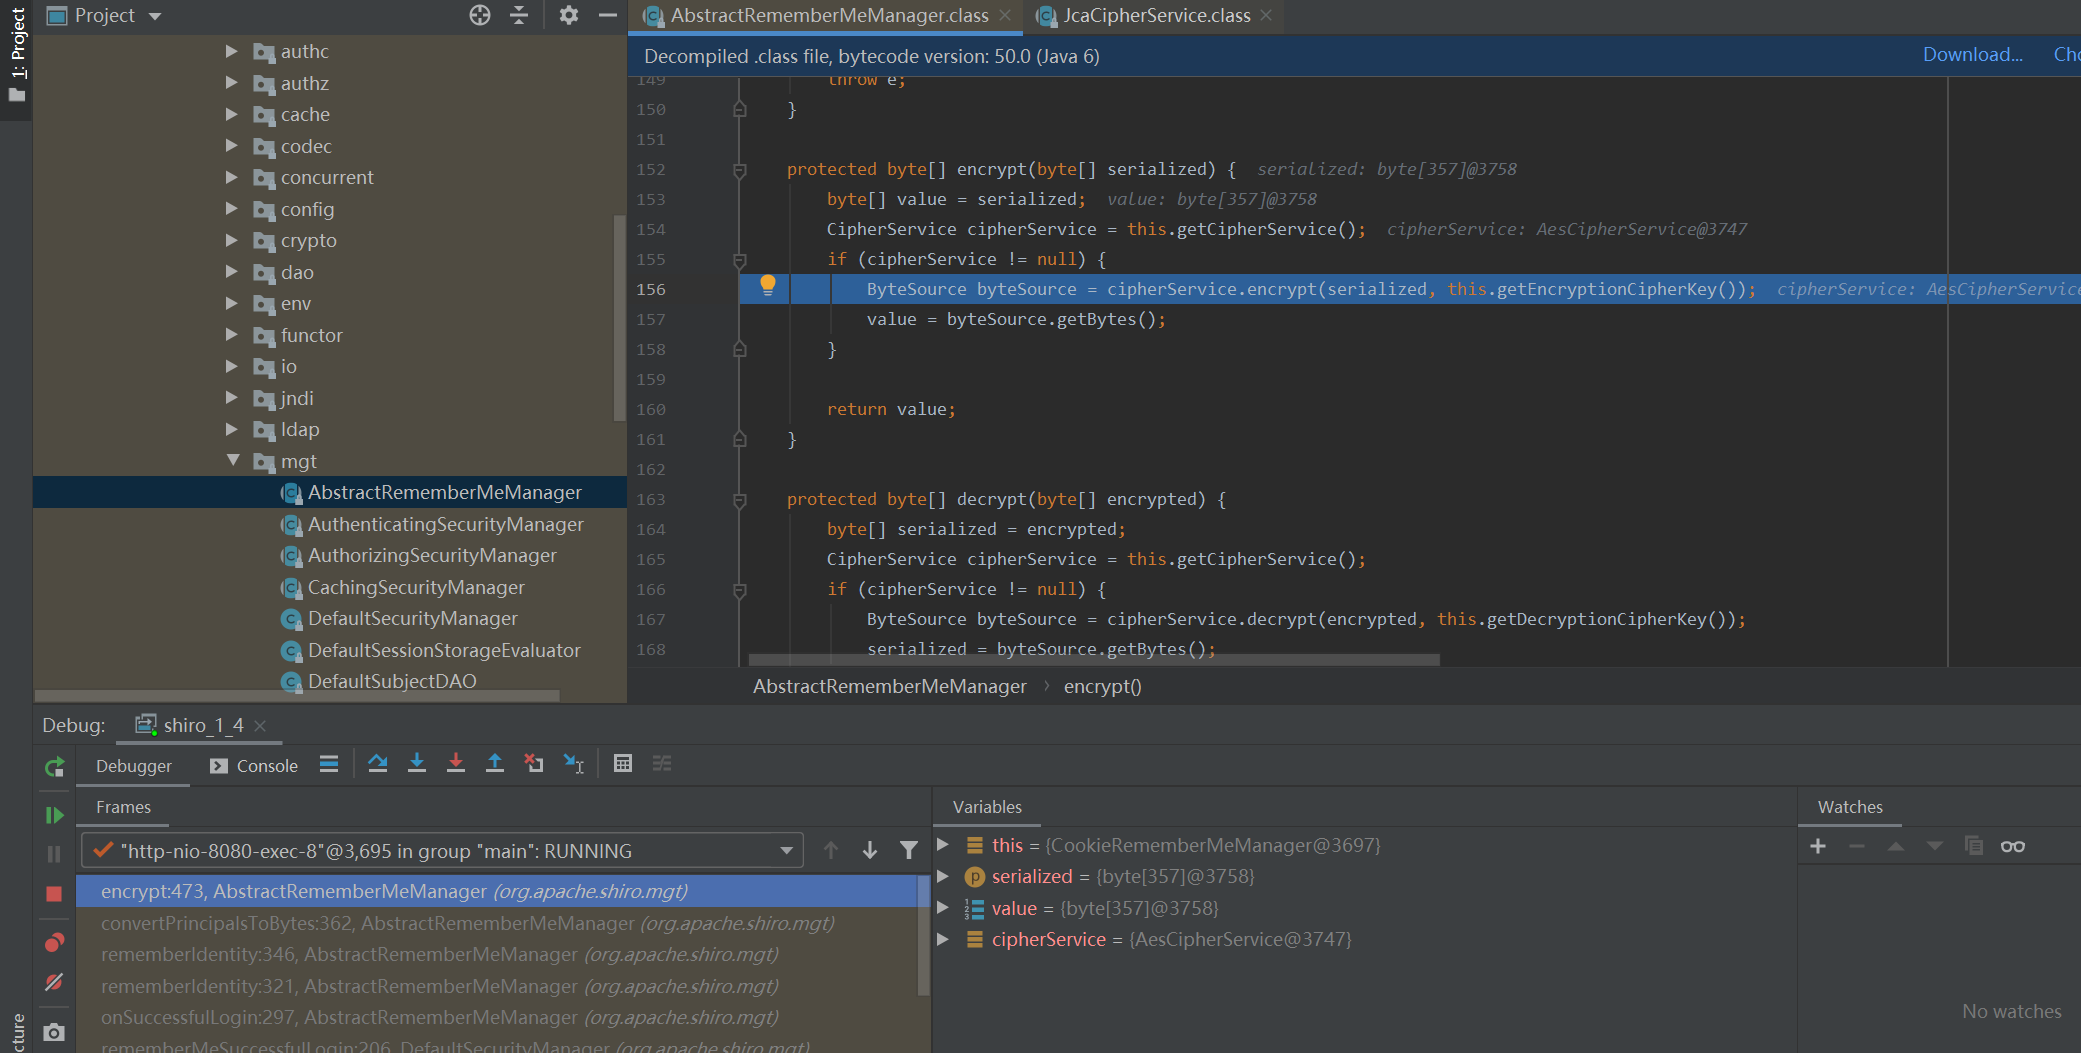 1: Project
Project
authc
authz
cache
codec
concurrent
config
crypto
dao
env
functor
io
jndi
ldap
mgt
AbstractRememberMeManager
AuthenticatingSecurityManager
AuthorizingSecurityManager
CachingSecurityManager
DefaultSecurityManager
DefaultSessionStorageEvaluator
DefaultSubjectDAO
AbstractRememberMeManager.class
JcaCipherService.class
Decompiled .class file, bytecode version: 50.0 (Java 6)
Download...
Cho
149 throw e;
150 }
151
152 protected byte[] encrypt(byte[] serialized) { serialized: byte[357]@3758
153 byte[] value = serialized; value: byte[357]@3758
154 CipherService cipherService = this.getCipherService(); cipherService: AesCipherService@3747
155 if (cipherService != null) {
156 ByteSource byteSource = cipherService.encrypt(serialized, this.getEncryptionCipherKey()); cipherService: AesCipherService
157 value = byteSource.getBytes();
158 }
159
160 return value;
161 }
162
163 protected byte[] decrypt(byte[] encrypted) {
164 byte[] serialized = encrypted;
165 CipherService cipherService = this.getCipherService();
166 if (cipherService != null) {
167 ByteSource byteSource = cipherService.decrypt(encrypted, this.getDecryptionCipherKey());
168 serialized = byteSource.getBytes();
AbstractRememberMeManager › encrypt()
Debug:
shiro_1_4
Debugger
Console
Frames
"http-nio-8080-exec-8"@3,695 in group "main": RUNNING
encrypt:473, AbstractRememberMeManager (org.apache.shiro.mgt)
convertPrincipalsToBytes:362, AbstractRememberMeManager (org.apache.shiro.mgt)
rememberIdentity:346, AbstractRememberMeManager (org.apache.shiro.mgt)
rememberIdentity:321, AbstractRememberMeManager (org.apache.shiro.mgt)
onSuccessfulLogin:297, AbstractRememberMeManager (org.apache.shiro.mgt)
rememberMeSuccessfulLogin:206, DefaultSecurityManager (org.apache.shiro.mgt)
Variables
this = {CookieRememberMeManager@3697}
serialized = {byte[357]@3758}
value = {byte[357]@3758}
cipherService = {AesCipherService@3747}
Watches
No watches
cture